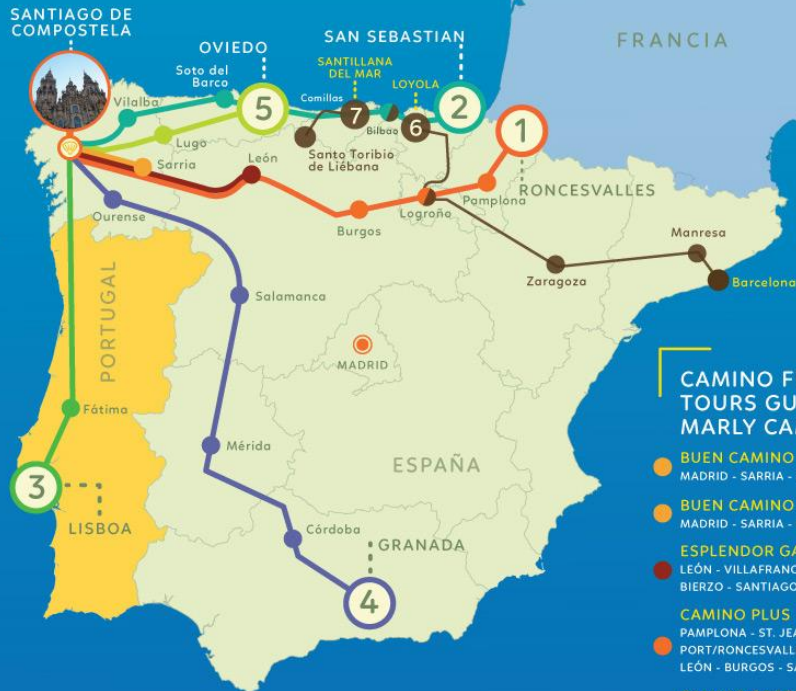 SANTIAGO DE
COMPOSTELA
OVIEDO
SAN SEBASTIAN
FRANCIA
Soto del
Barco
SANTILLANA
DEL MAR
LOYOLA
Comillas
Vilalba
5
7
Bilbao
6
2
1
Lugo
Sarria
León
Santo Toribio
de Liébana
RONCESVALLES
Pamplona
Logroño
Burgos
Ourense
Manresa
Zaragoza
Barcelona
PORTUGAL
Salamanca
MADRID
Fátima
Mérida
ESPAÑA
3
LISBOA
Córdoba
GRANADA
4
CAMINO F
TOURS GU
MARLY CA
BUEN CAMINO
MADRID - SARRIA -
BUEN CAMINO
MADRID - SARRIA -
ESPLENDOR GA
LEÓN - VILLAFRANC
BIERZO - SANTIAGO
CAMINO PLUS
PAMPLONA - ST. JEA
PORT/RONCESVALL
LEÓN - BURGOS - SA